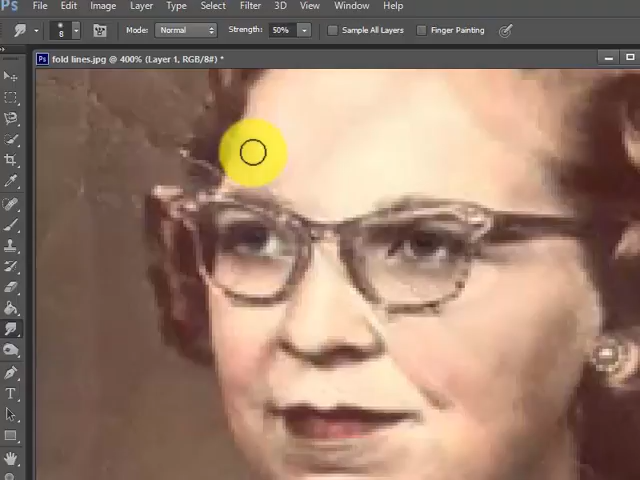 Ps File Edit Image Layer Type Select Filter 3D View Window Help
8 Mode: Normal Strength: 50% Sample All Layers Finger Painting
Ps fold lines.jpg @ 400% (Layer 1, RGB/8#) *
T